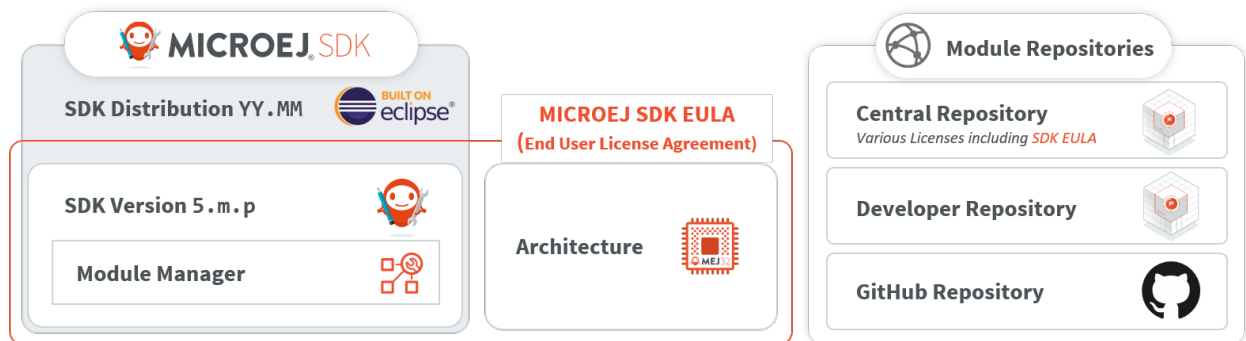 MICROEJ® SDK
SDK Distribution YY.MM
BUILT ON
eclipse®
SDK Version 5.m.p
Module Manager
MICROEJ SDK EULA
(End User License Agreement)
Architecture
MEJ32
Module Repositories
Central Repository
Various Licenses including SDK EULA
Developer Repository
GitHub Repository